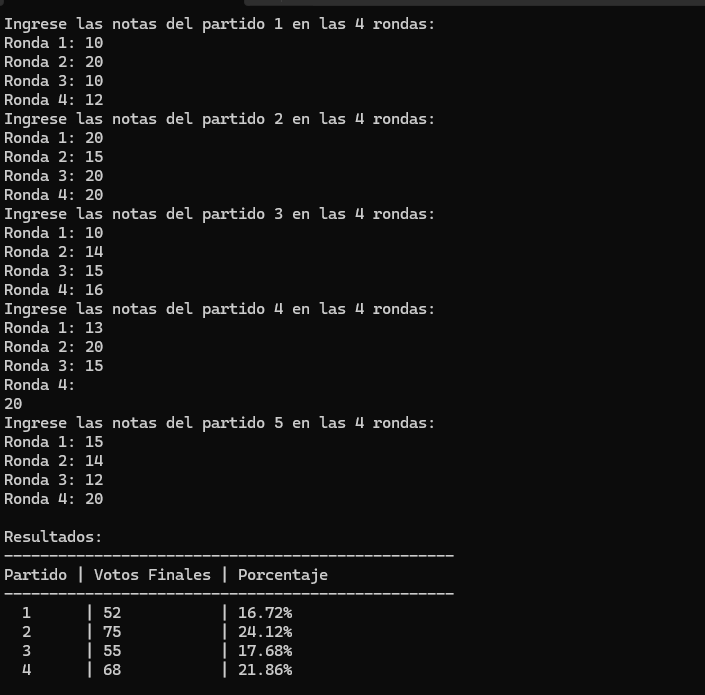 Ingrese las notas del partido 1 en las 4 rondas:
Ronda 1: 10
Ronda 2: 20
Ronda 3: 10
Ronda 4: 12
Ingrese las notas del partido 2 en las 4 rondas:
Ronda 1: 20
Ronda 2: 15
Ronda 3: 20
Ronda 4: 20
Ingrese las notas del partido 3 en las 4 rondas:
Ronda 1: 10
Ronda 2: 14
Ronda 3: 15
Ronda 4: 16
Ingrese las notas del partido 4 en las 4 rondas:
Ronda 1: 13
Ronda 2: 20
Ronda 3: 15
Ronda 4:
20
Ingrese las notas del partido 5 en las 4 rondas:
Ronda 1: 15
Ronda 2: 14
Ronda 3: 12
Ronda 4: 20

Resultados:
--------------------------------------------------
Partido | Votos Finales | Porcentaje
--------------------------------------------------
  1      | 52           | 16.72%
  2      | 75           | 24.12%
  3      | 55           | 17.68%
  4      | 68           | 21.86%